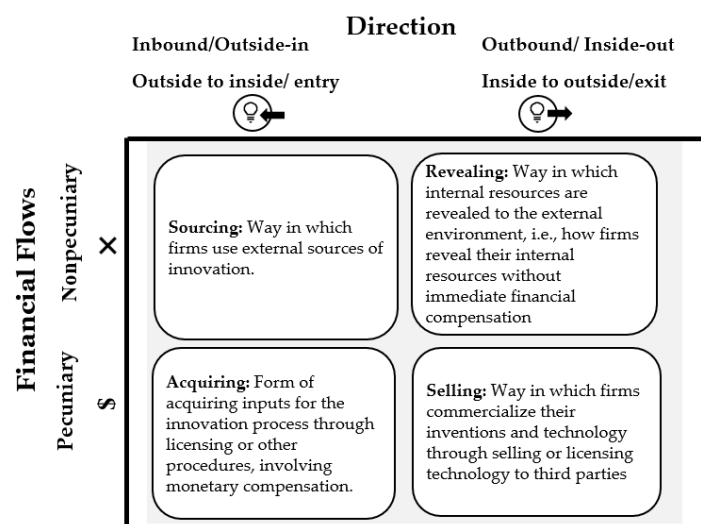 Direction
Inbound/Outside-in
Outside to inside/ entry
Outbound/ Inside-out
Inside to outside/exit
Financial Flows
Nonpecuniary
Sourcing: Way in which
firms use external sources of
innovation.
Revealing: Way in which
internal resources are
revealed to the external
environment, i.e., how firms
reveal their internal
resources without
immediate financial
compensation
Pecuniary
$
Acquiring: Form of
acquiring inputs for the
innovation process through
licensing or other
procedures, involving
monetary compensation.
Selling: Way in which firms
commercialize their
inventions and technology
through selling or licensing
technology to third parties